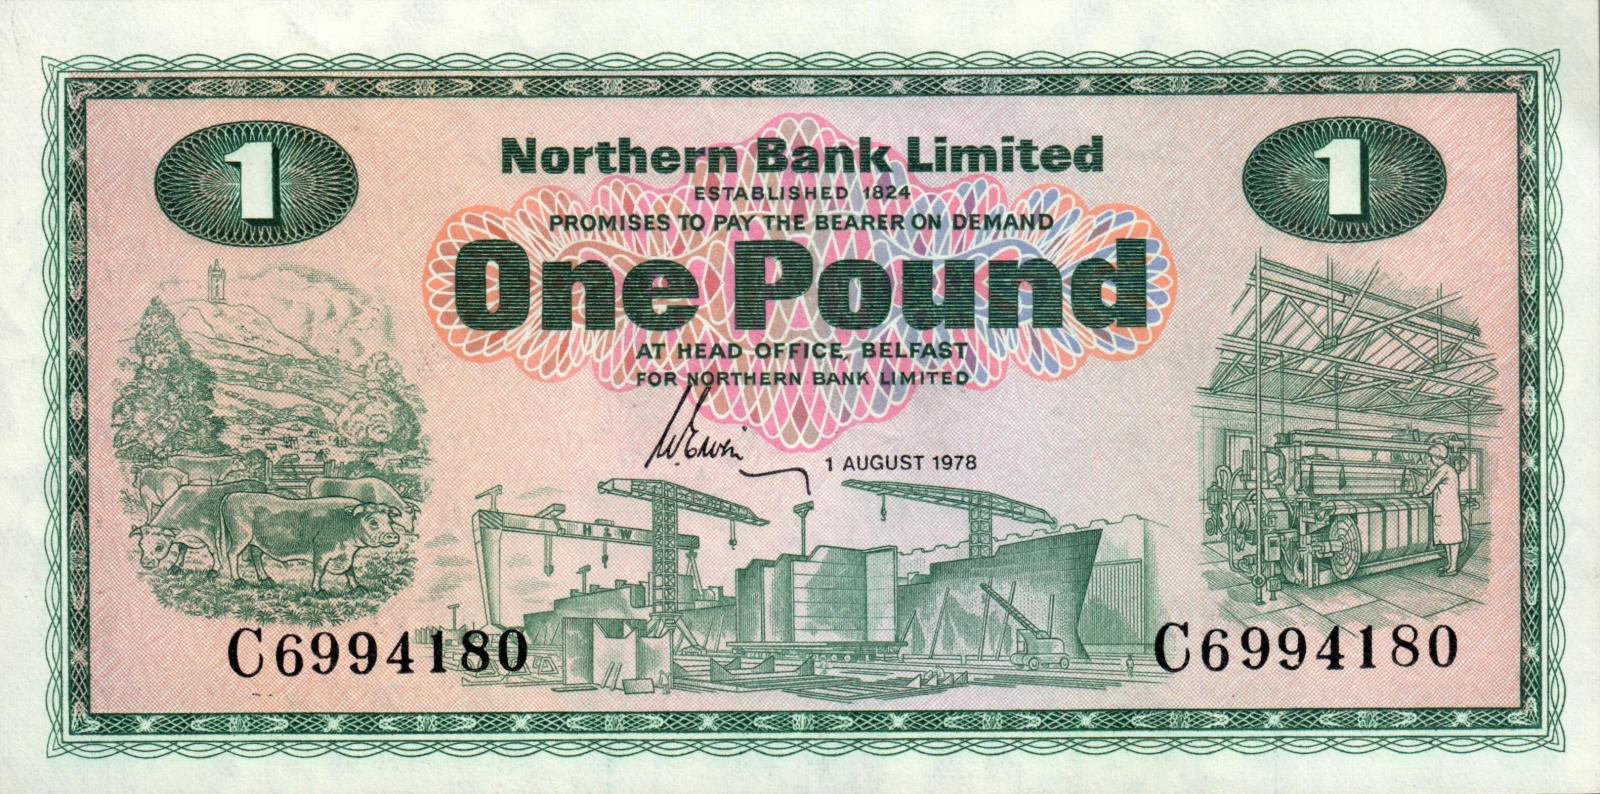 1
1
Northern Bank Limited
ESTABLISHED 1824
PROMISES TO PAY THE BEARER ON DEMAND
One Pound
AT HEAD OFFICE, BELFAST
FOR NORTHERN BANK LIMITED
1 AUGUST 1978
H&W
C6994180
C6994180